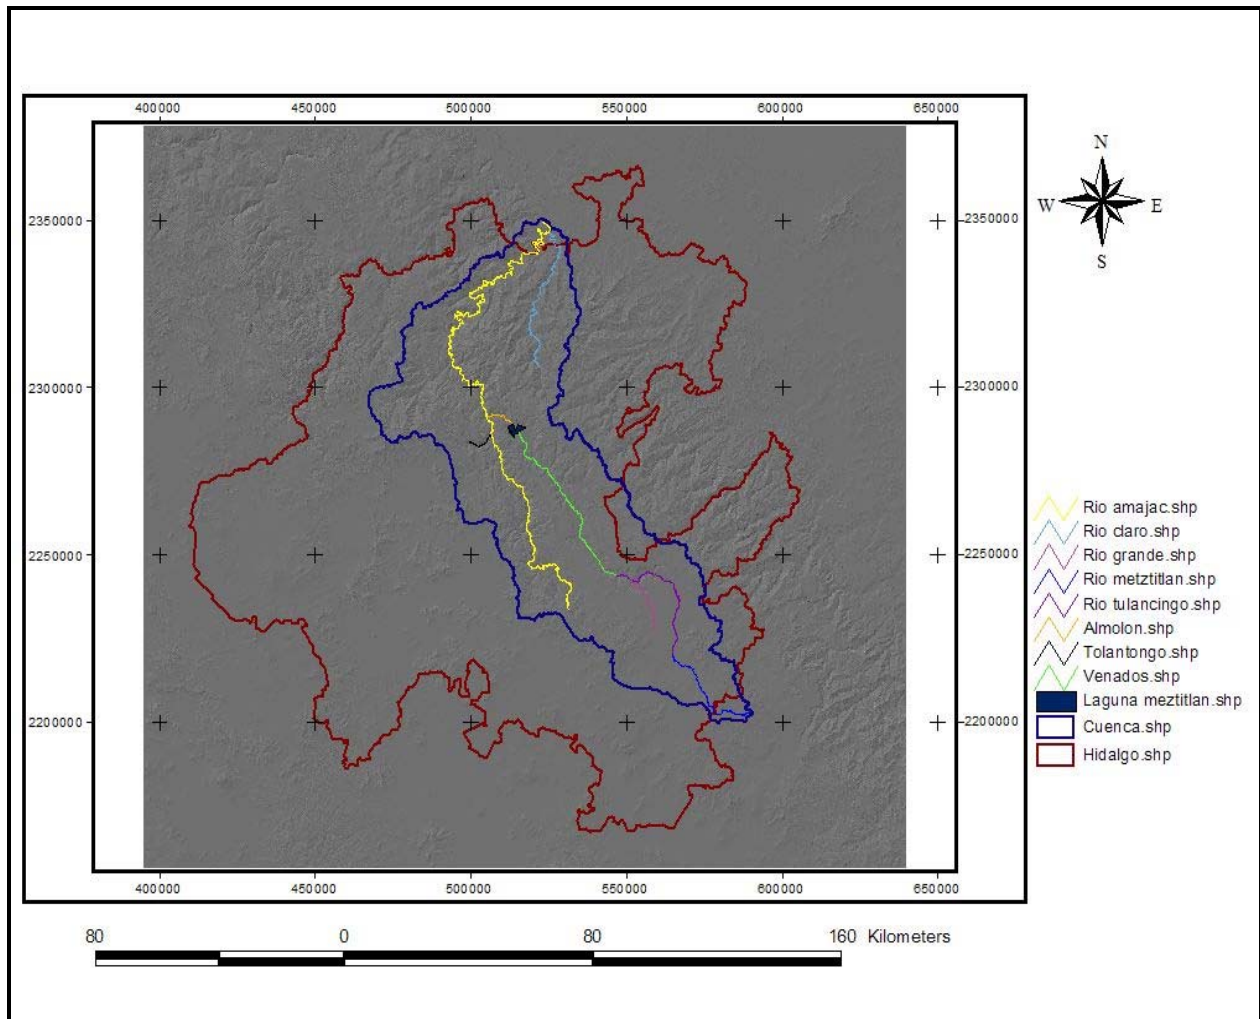 400000 450000 500000 550000 600000 650000
N
W E
S
2350000 2350000
2300000 2300000
2250000 2250000
2200000 2200000
400000 450000 500000 550000 600000 650000
Rio amajac.shp
Rio claro.shp
Rio grande.shp
Rio metztitlan.shp
Rio tulancingo.shp
Almolon.shp
Tolantongo.shp
Venados.shp
Laguna meztitlan.shp
Cuenca.shp
Hidalgo.shp
80 0 80 160 Kilometers